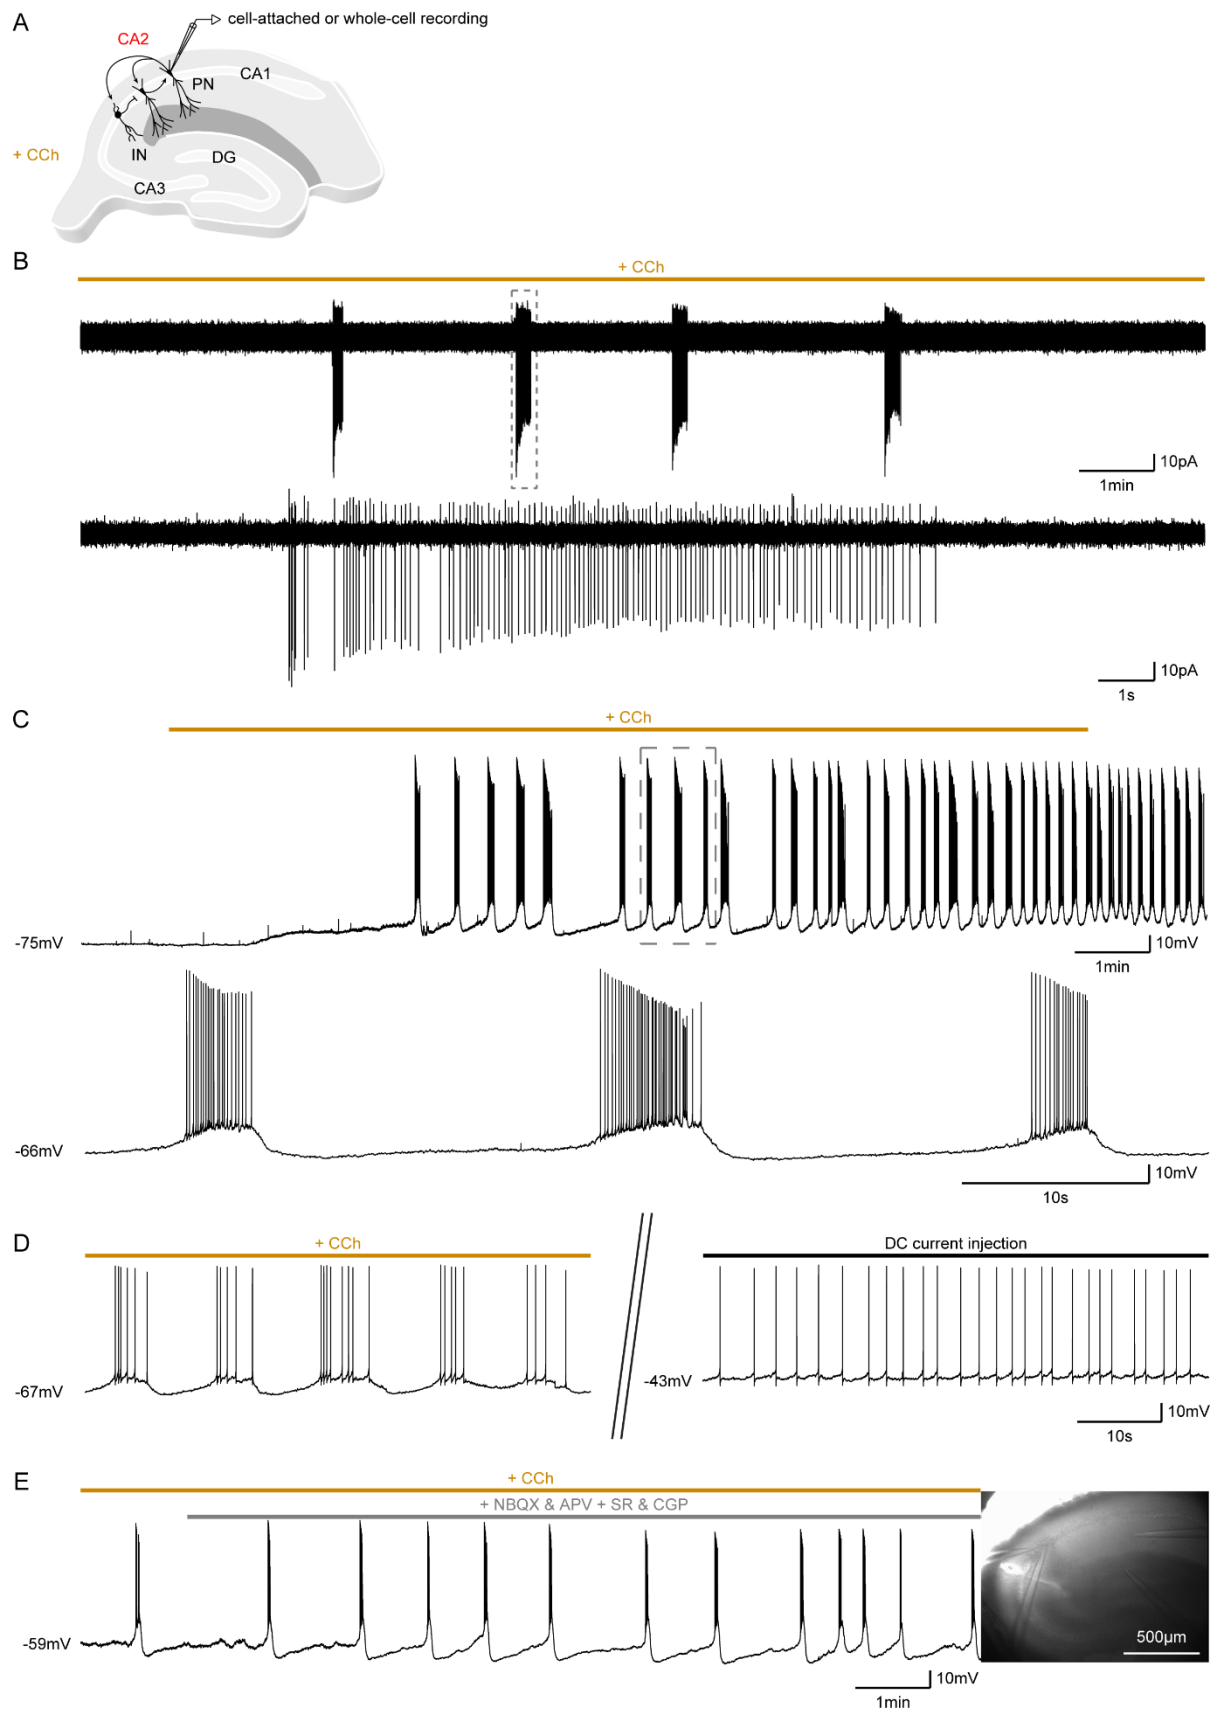 A
cell-attached or whole-cell recording
CA2
CA1
PN
+ CCh
IN
DG
CA3
B
+ CCh
10pA
1min
10pA
1s
C
+ CCh
-75mV
10mV
1min
-66mV
10mV
10s
D
+ CCh
DC current injection
-67mV
-43mV
10mV
10s
E
+ CCh
+ NBQX & APV + SR & CGP
-59mV
500µm
10mV
1min